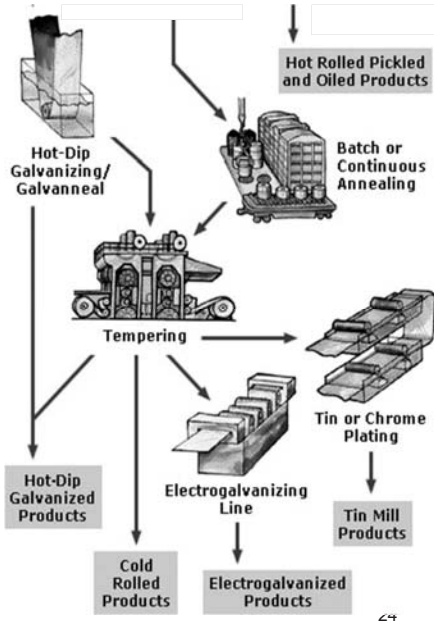 Hot Rolled Pickled
and Oiled Products
Hot-Dip
Galvanizing/
Galvanneal
Batch or
Continuous
Annealing
Tempering
Tin or Chrome
Plating
Electrogalvanizing
Line
Hot-Dip
Galvanized
Products
Tin Mill
Products
Cold
Rolled
Products
Electrogalvanized
Products
24